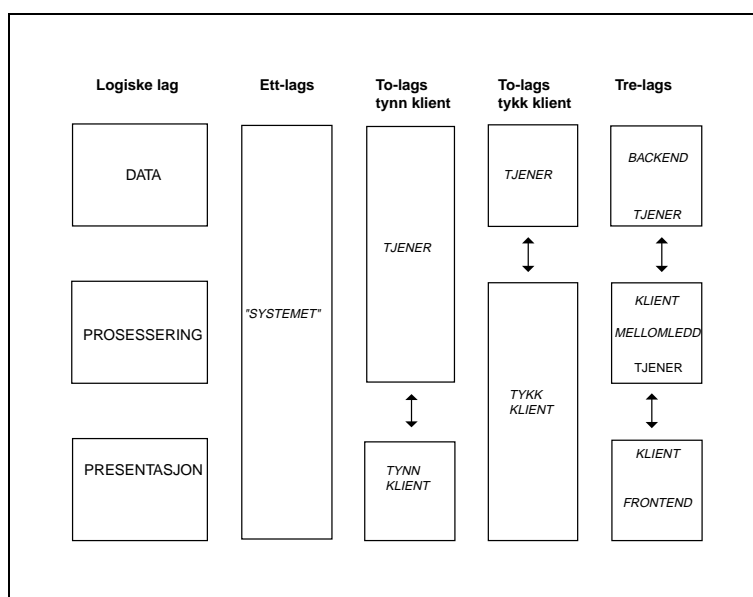 Logiske lag
Ett-lags
To-lags
tynn klient
To-lags
tykk klient
Tre-lags
DATA
PROSESSERING
PRESENTASJON
"SYSTEMET"
TJENER
TYNN
KLIENT
TJENER
TYKK
KLIENT
BACKEND
TJENER
KLIENT
MELLOMLEDD
TJENER
KLIENT
FRONTEND